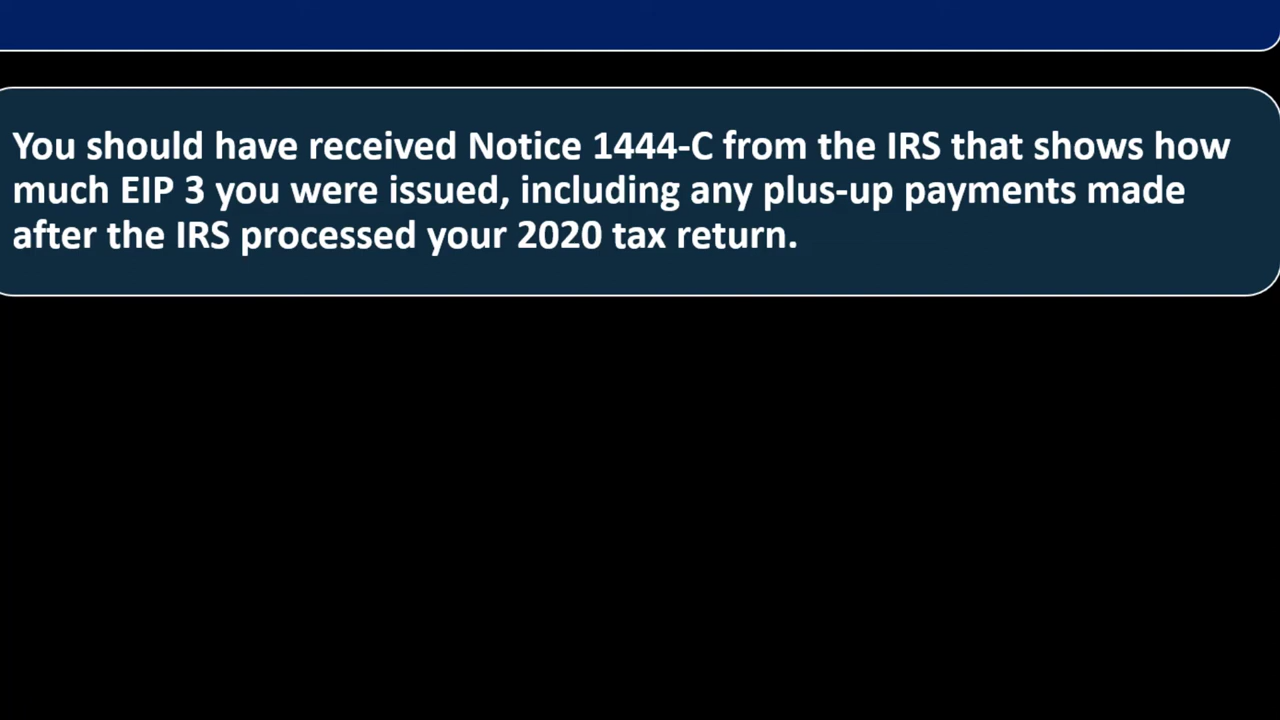 You should have received Notice 1444-C from the IRS that shows how
much EIP 3 you were issued, including any plus-up payments made
after the IRS processed your 2020 tax return.